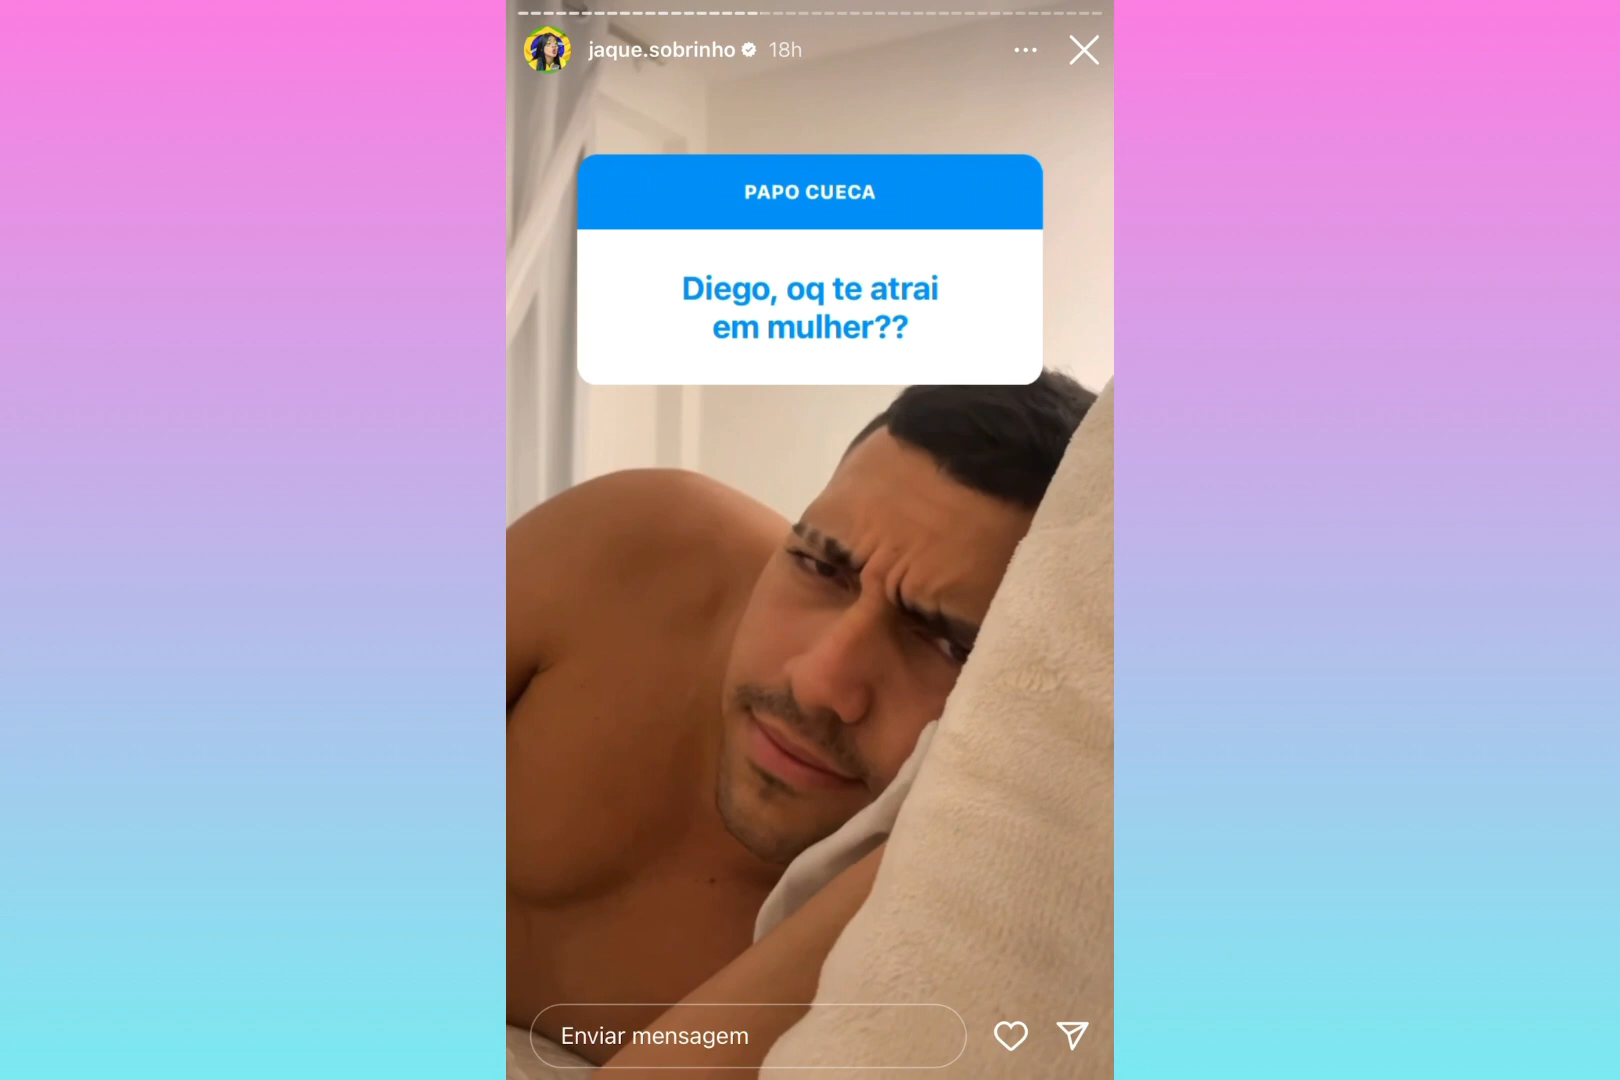 jaque.sobrinho 18h
PAPO CUECA
Diego, oq te atrai
em mulher??
Enviar mensagem